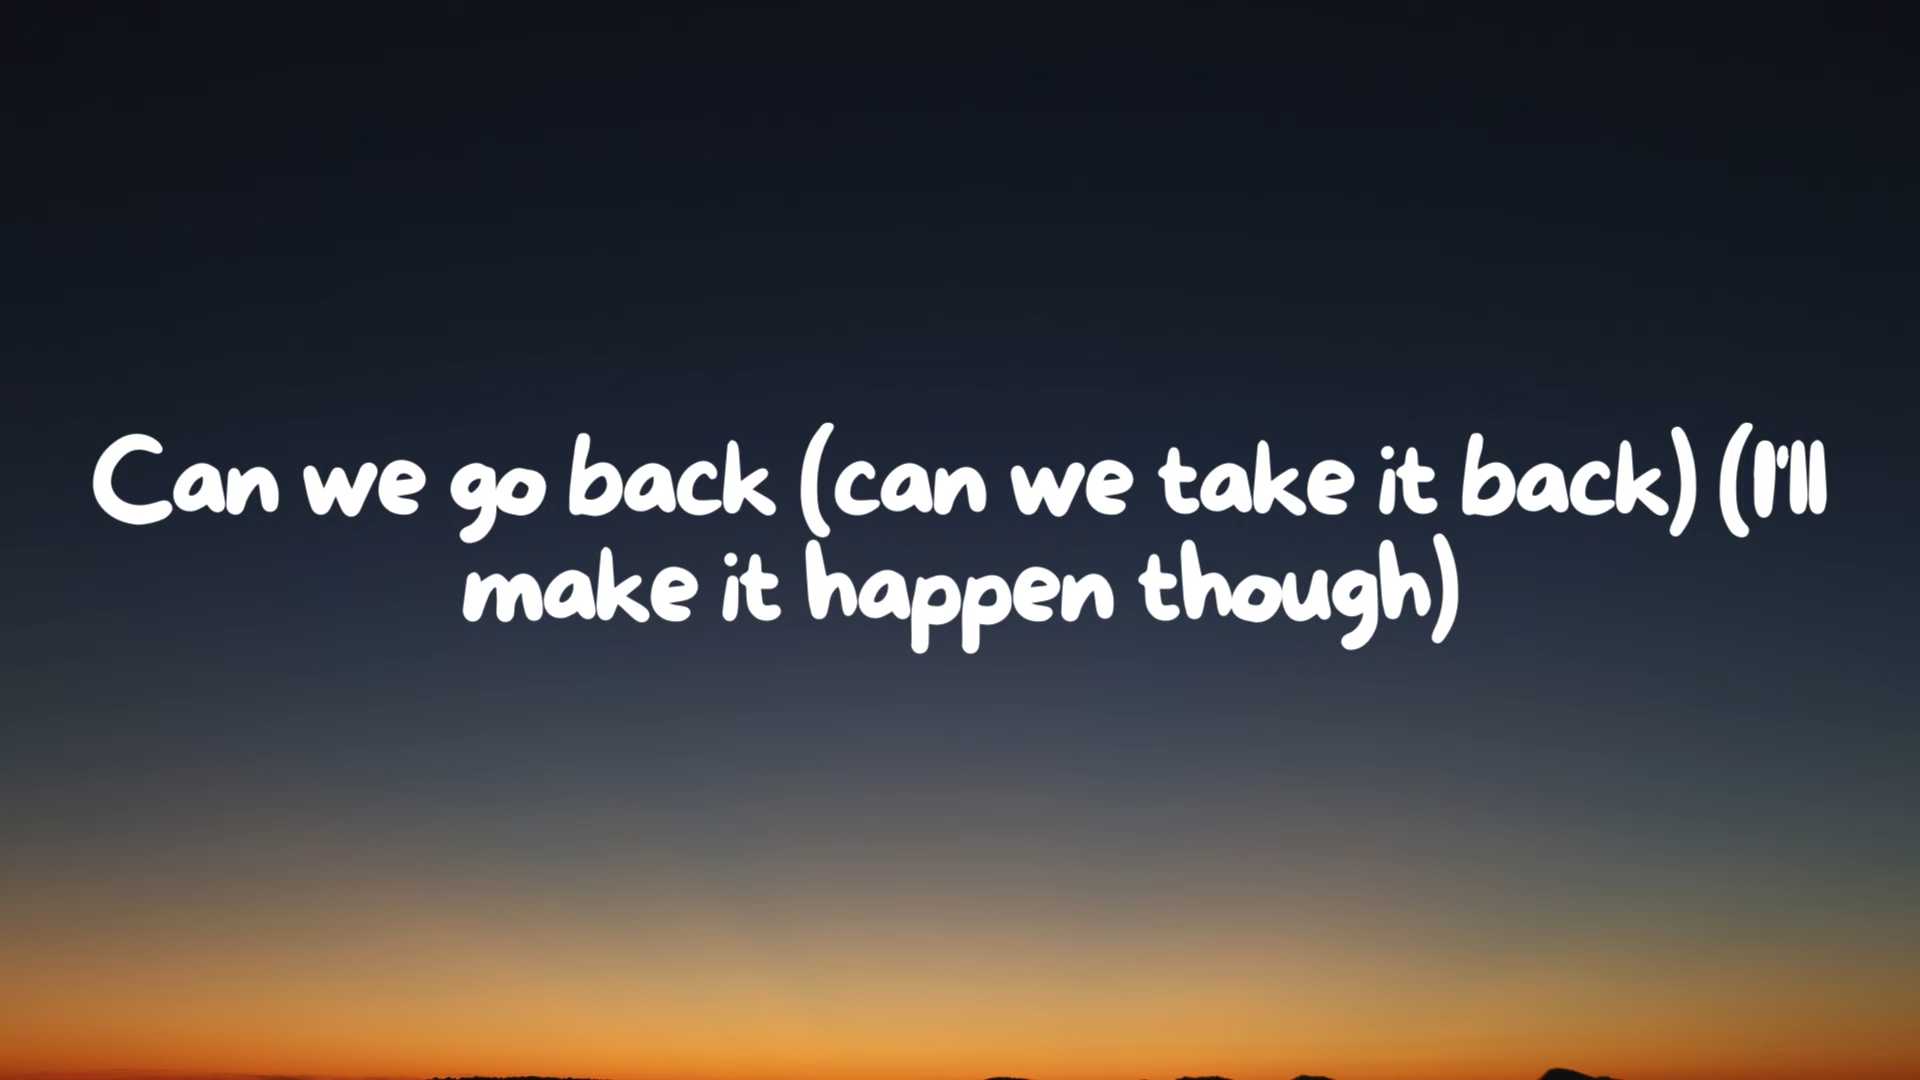 Can we go back (can we take it back) (I'll
make it happen though)